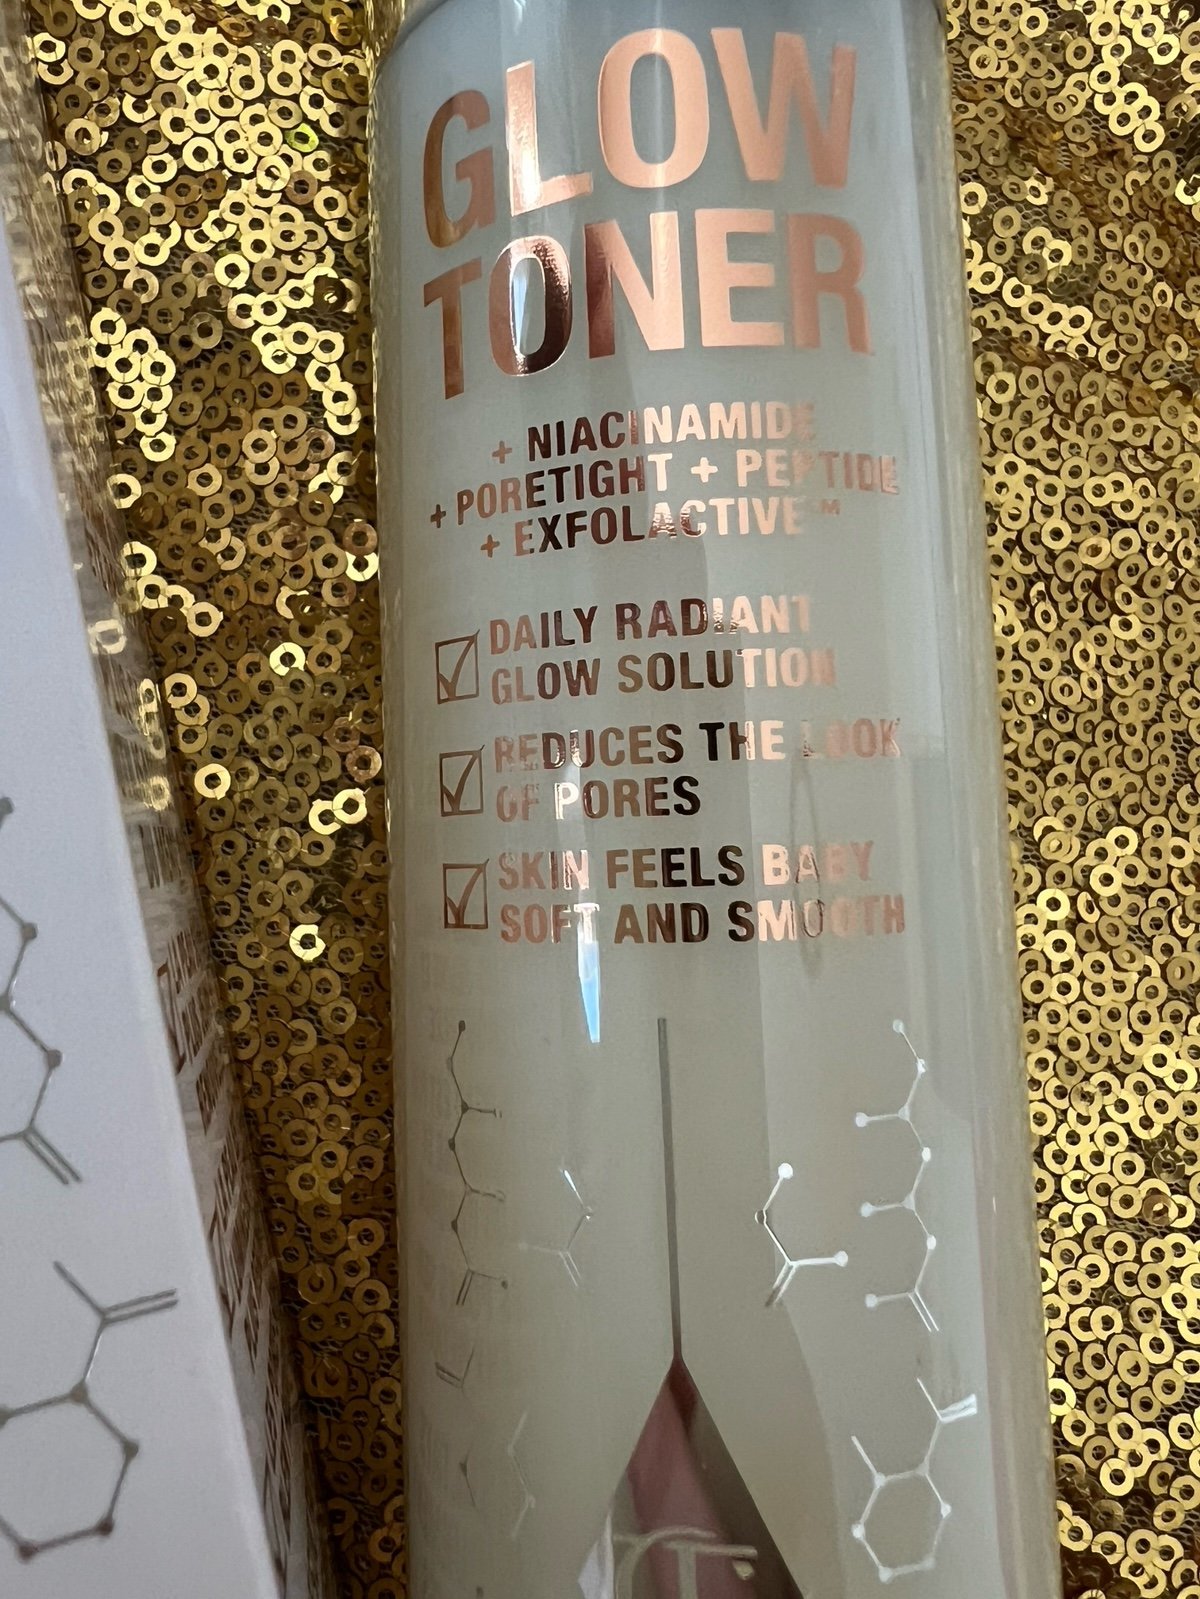 GLOW
TONER
+ NIACINAMIDE
+ PORETIGHT + PEPTIDE
+ EXFOLACTIVE™
DAILY RADIANT
GLOW SOLUTION
REDUCES THE LOOK
OF PORES
SKIN FEELS BABY
SOFT AND SMOOTH
CT